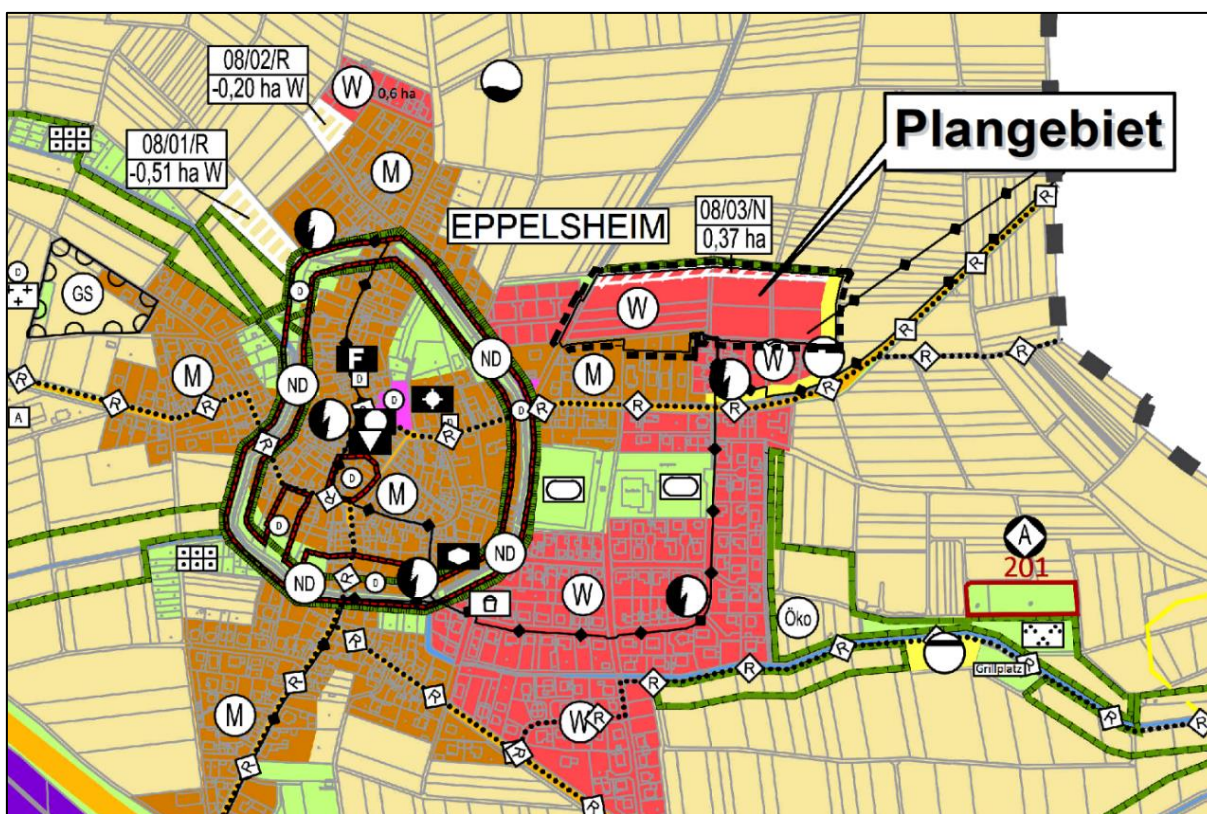 08/02/R
-0,20 ha W
W
0,6 ha
08/01/R
-0,51 ha W
M
Plangebiet
EPPELSHEIM
08/03/N
0,37 ha
R
D
GS
D
W
ND
ND
F
D
M
W
M
R
R
R
R
R
A
R
R
D
D
D
R
R
R
R
M
D
R
A
201
D
ND
ND
R
D
W
Öko
R
R
R
R
R
Grillplatz
R
R
R
R
M
W
R
R
R
R
R